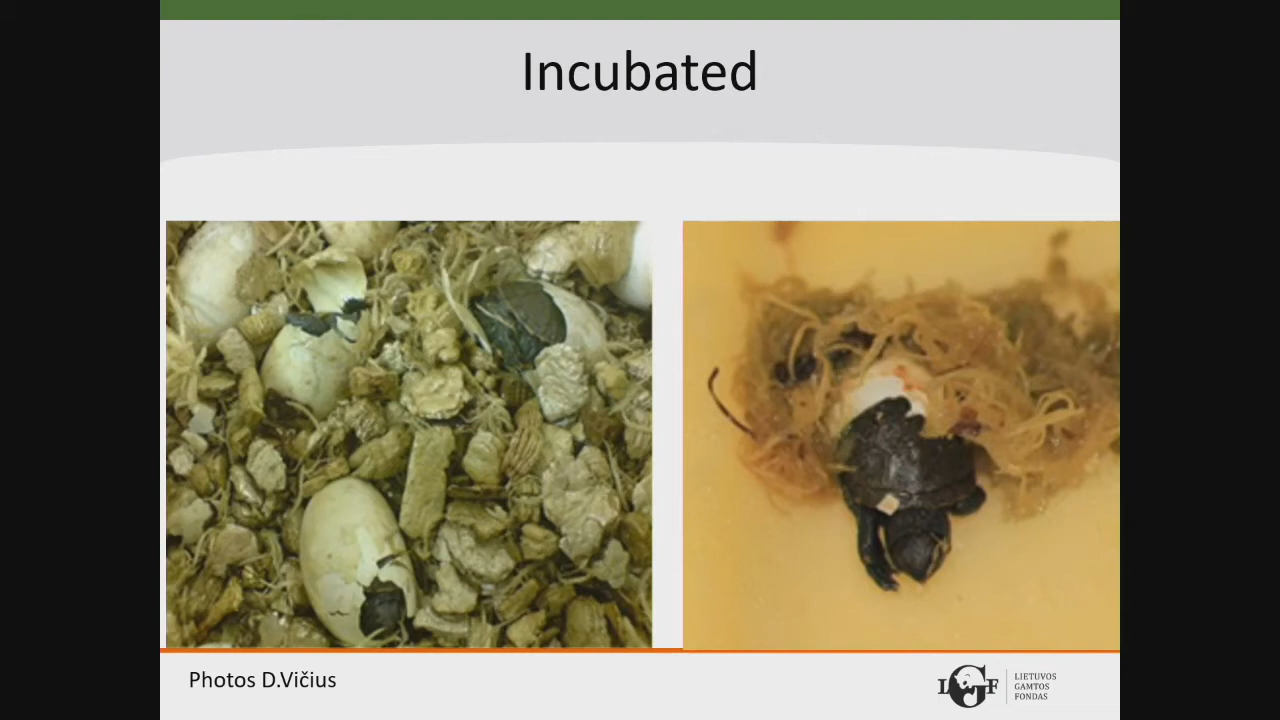 Incubated
Photos D.Vičius
LGF
LIETUVOS
GAMTOS
FONDAS